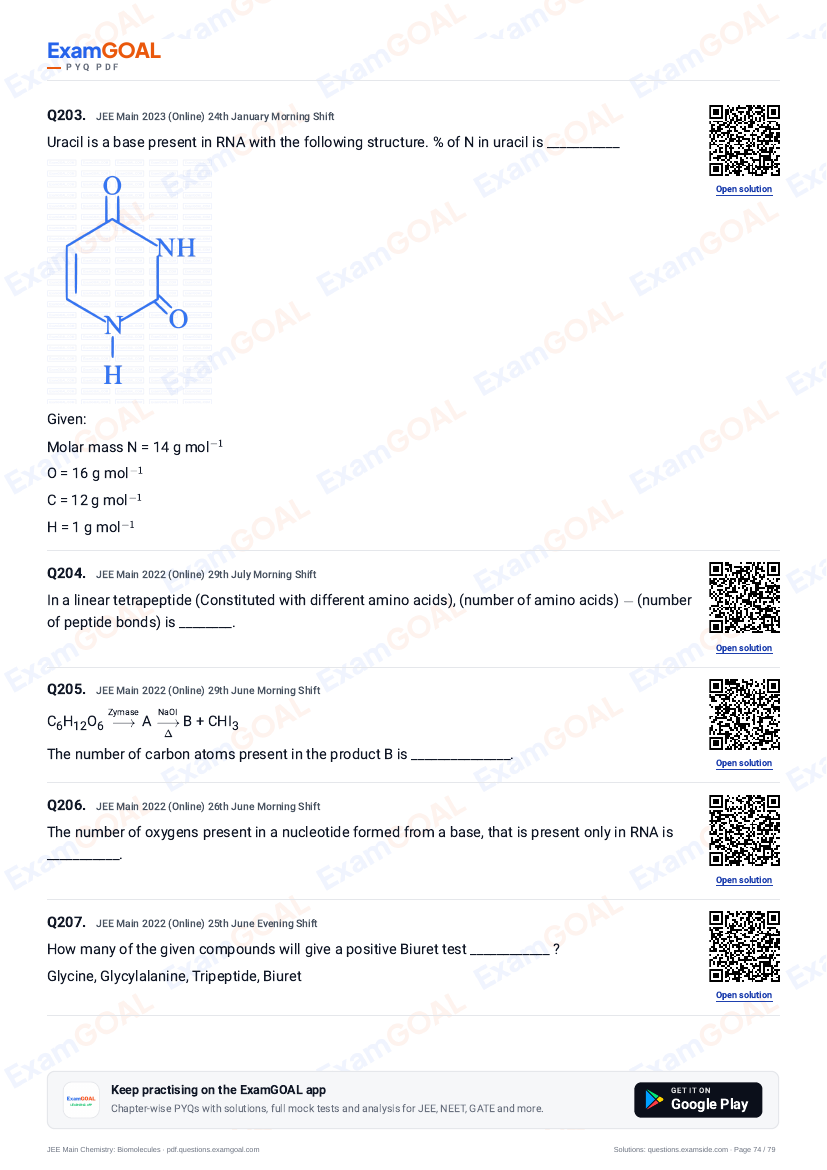 ExamGOAL
PYQ PDF
Q203. JEE Main 2023 (Online) 24th January Morning Shift
Uracil is a base present in RNA with the following structure. % of N in uracil is ___________
Open solution
O
NH
N
O
H
Given:
Molar mass N = 14 g mol⁻¹
O = 16 g mol⁻¹
C = 12 g mol⁻¹
H = 1 g mol⁻¹
Q204. JEE Main 2022 (Online) 29th July Morning Shift
In a linear tetrapeptide (Constituted with different amino acids), (number of amino acids) − (number
of peptide bonds) is ________.
Open solution
Q205. JEE Main 2022 (Online) 29th June Morning Shift
C₆H₁₂O₆ ⟶(Zymase) A ⟶(NaOI, Δ) B + CHI₃
The number of carbon atoms present in the product B is _______________.
Open solution
Q206. JEE Main 2022 (Online) 26th June Morning Shift
The number of oxygens present in a nucleotide formed from a base, that is present only in RNA is
___________.
Open solution
Q207. JEE Main 2022 (Online) 25th June Evening Shift
How many of the given compounds will give a positive Biuret test ____________ ?
Glycine, Glycylalanine, Tripeptide, Biuret
Open solution
Keep practising on the ExamGOAL app
Chapter-wise PYQs with solutions, full mock tests and analysis for JEE, NEET, GATE and more.
GET IT ON
Google Play
JEE Main Chemistry: Biomolecules · pdf.questions.examgoal.com
Solutions: questions.examside.com · Page 74 / 79